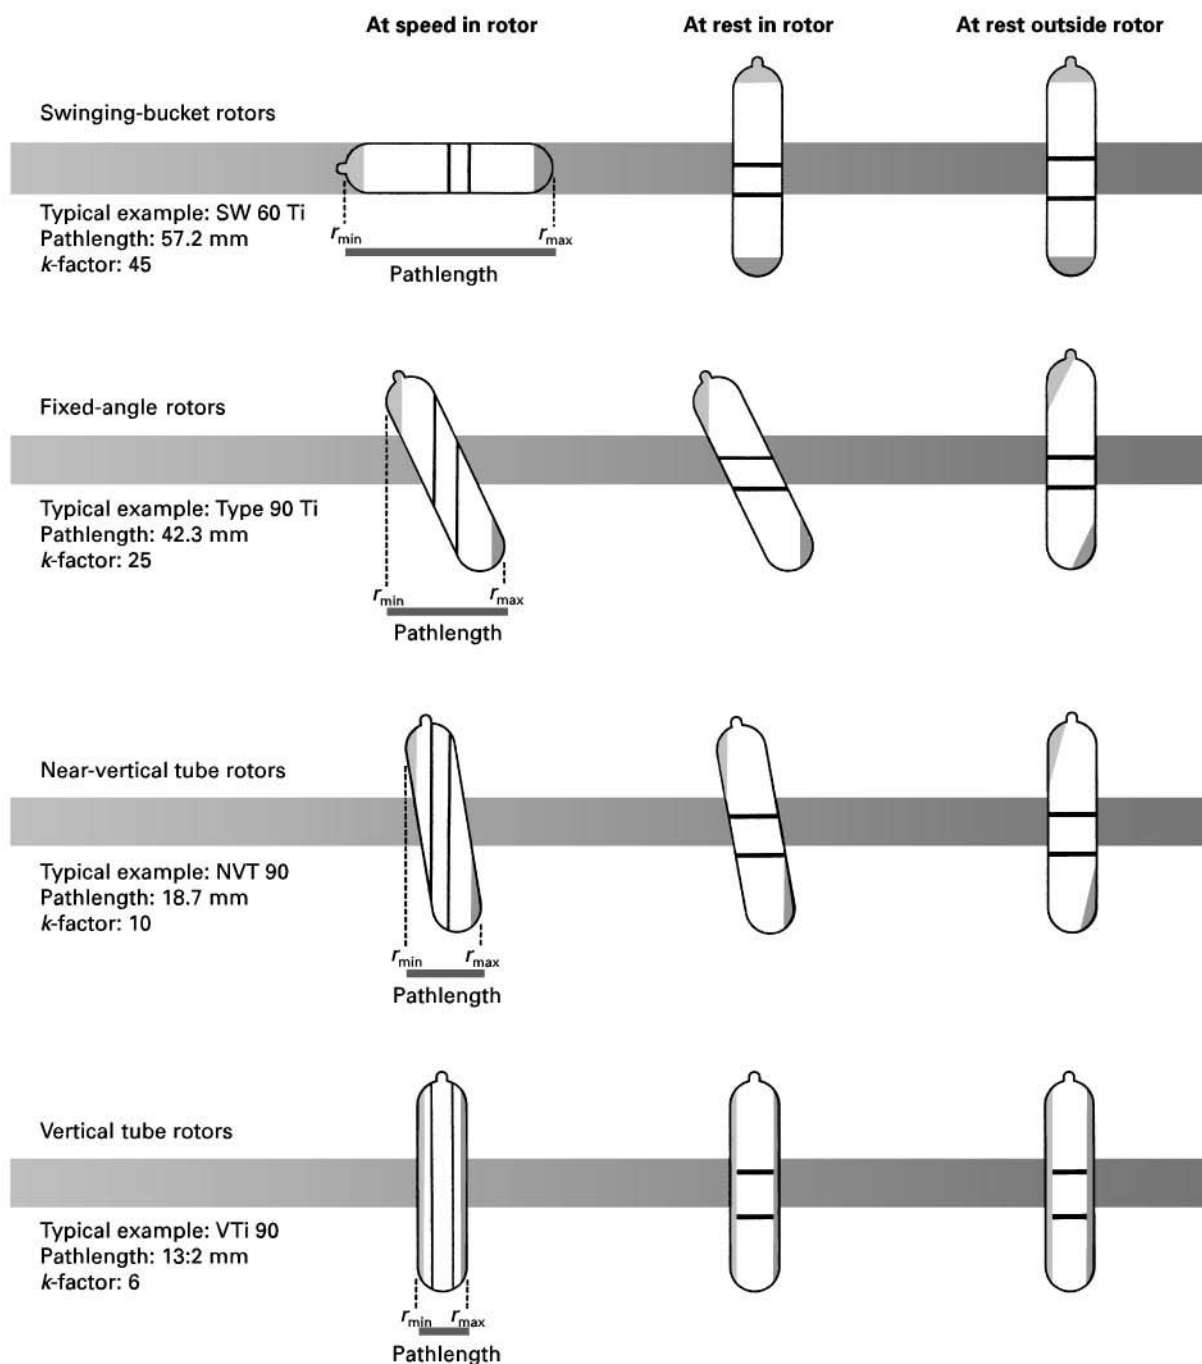 At speed in rotor
At rest in rotor
At rest outside rotor
Swinging-bucket rotors
Typical example: SW 60 Ti
Pathlength: 57.2 mm
k-factor: 45
rmin
rmax
Pathlength
Fixed-angle rotors
Typical example: Type 90 Ti
Pathlength: 42.3 mm
k-factor: 25
rmin
rmax
Pathlength
Near-vertical tube rotors
Typical example: NVT 90
Pathlength: 18.7 mm
k-factor: 10
rmin
rmax
Pathlength
Vertical tube rotors
Typical example: VTi 90
Pathlength: 13:2 mm
k-factor: 6
rmin
rmax
Pathlength